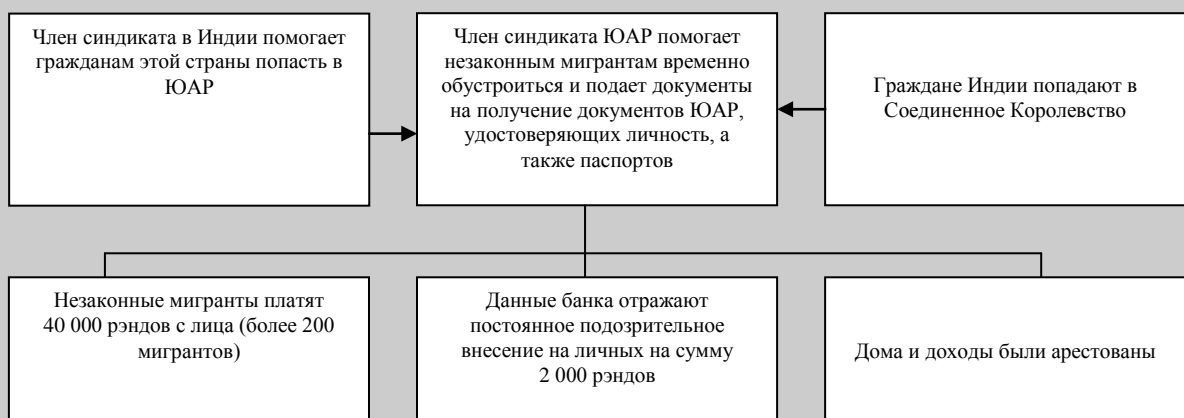 Член синдиката в Индии помогает
гражданам этой страны попасть в
ЮАР
Член синдиката ЮАР помогает
незаконным мигрантам временно
обустроиться и подает документы
на получение документов ЮАР,
удостоверяющих личность, а
также паспортов
Граждане Индии попадают в
Соединенное Королевство
Незаконные мигранты платят
40 000 рэндов с лица (более 200
мигрантов)
Данные банка отражают
постоянное подозрительное
внесение на личных на сумму
2 000 рэндов
Дома и доходы были арестованы